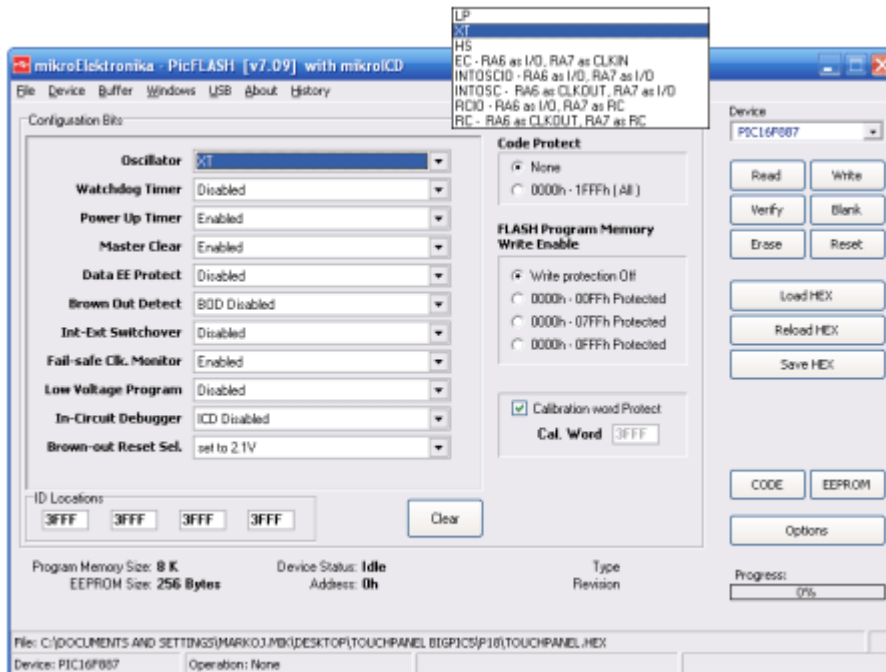 LP
XT
HS
EC - RA6 as I/O, RA7 as CLKIN
INTOSCIO - RA6 as I/O, RA7 as I/O
INTOSC - RA6 as CLKOUT, RA7 as I/O
RCIO - RA6 as I/O, RA7 as RC
RC - RA6 as CLKOUT, RA7 as RC
mikroElektronika - PicFLASH [v7.09] with mikroICD
File Device Buffer Windows USB About History
Configuration Bits
Oscillator XT
Watchdog Timer Disabled
Power Up Timer Enabled
Master Clear Enabled
Data EE Protect Disabled
Brown Out Detect BOD Disabled
Int-Ext Switchover Disabled
Fail-safe Clk. Monitor Enabled
Low Voltage Program Disabled
In-Circuit Debugger ICD Disabled
Brown-out Reset Sel. set to 2.1V
Code Protect
None
0000h - 1FFFh ( All )
FLASH Program Memory
Write Enable
Write protection Off
0000h - 00FFh Protected
0000h - 07FFh Protected
0000h - 0FFFh Protected
Calibration word Protect
Cal. Word 3FFF
Device
PIC16F887
Read Write
Verify Blank
Erase Reset
Load HEX
Reload HEX
Save HEX
CODE EEPROM
Options
Progress:
0%
ID Locations
3FFF 3FFF 3FFF 3FFF
Clear
Program Memory Size: 8 K Device Status: Idle Type
EEPROM Size: 256 Bytes Address: 0h Revision
File: C:\DOCUMENTS AND SETTINGS\MARKOJ.MIK\DESKTOP\TOUCHPANEL BIGPIC5\P18\TOUCHPANEL.HEX
Device: PIC16F887 Operation: None